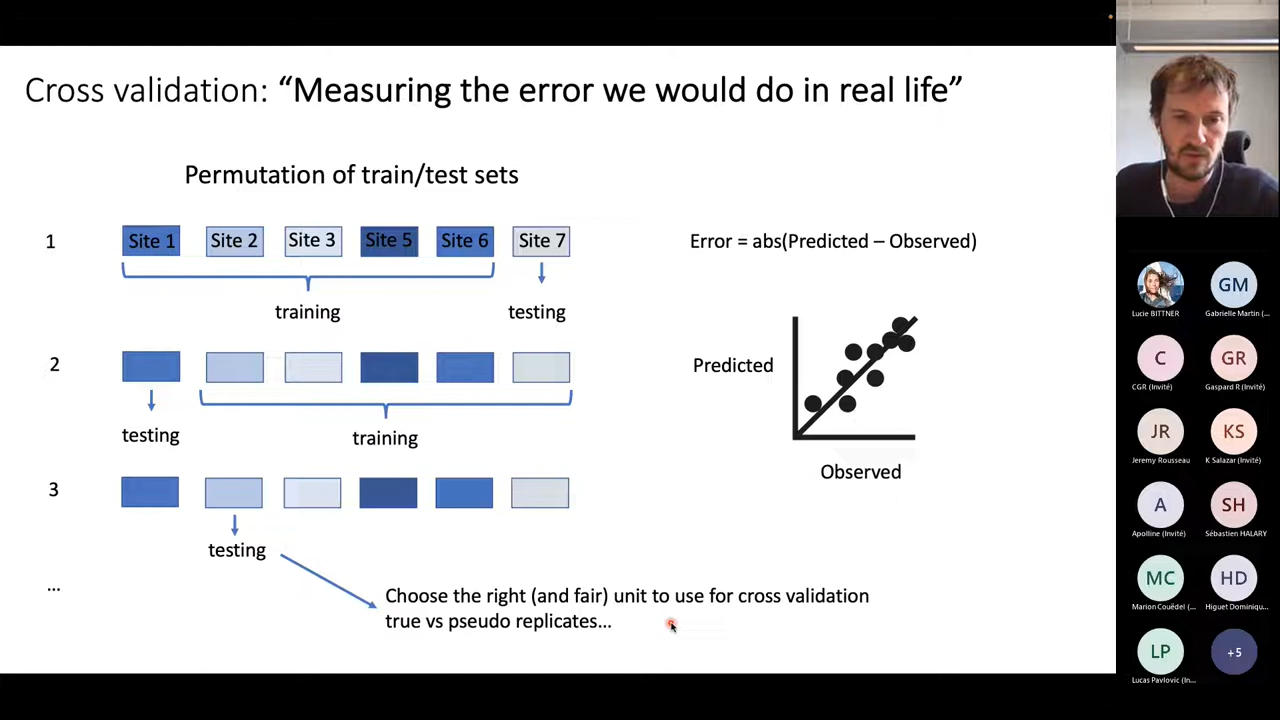 Cross validation: “Measuring the error we would do in real life”
Permutation of train/test sets
1
Site 1
Site 2
Site 3
Site 5
Site 6
Site 7
Error = abs(Predicted – Observed)
training
testing
2
Predicted
testing
training
Observed
3
testing
...
Choose the right (and fair) unit to use for cross validation
true vs pseudo replicates...
Lucie BITTNER
GM
Gabrielle Martin (...
C
CGR (Invité)
GR
Gaspard R (Invité)
JR
Jeremy Rousseau
KS
K Salazar (Invité)
A
Apolline (Invité)
SH
Sébastien HALARY
MC
Marion Couëdel (...
HD
Higuet Dominiqu...
LP
Lucas Pavlovic (In...
+5